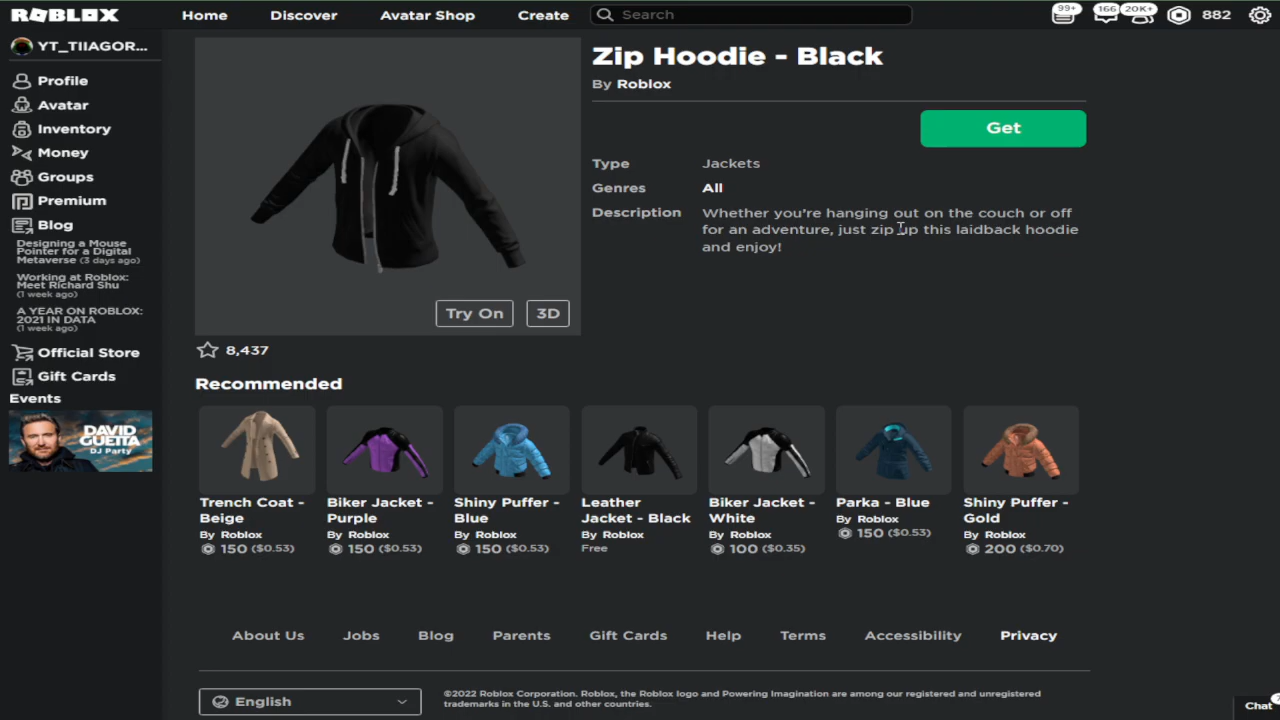 ROBLOX
Home
Discover
Avatar Shop
Create
Search
99+
166
20K+
882
YT_TIIAGOR...
Profile
Avatar
Inventory
Money
Groups
Premium
Blog
Designing a Mouse
Pointer for a Digital
Metaverse (3 days ago)
Working at Roblox:
Meet Richard Shu
(1 week ago)
A YEAR ON ROBLOX:
2021 IN DATA
(1 week ago)
Official Store
Gift Cards
Events
DAVID
GUETTA
DJ Party
Zip Hoodie - Black
By Roblox
Get
Type Jackets
Genres All
Description Whether you're hanging out on the couch or off
for an adventure, just zip up this laidback hoodie
and enjoy!
Try On
3D
8,437
Recommended
Trench Coat -
Beige
By Roblox
150 ($0.53)
Biker Jacket -
Purple
By Roblox
150 ($0.53)
Shiny Puffer -
Blue
By Roblox
150 ($0.53)
Leather
Jacket - Black
By Roblox
Free
Biker Jacket -
White
By Roblox
100 ($0.35)
Parka - Blue
By Roblox
150 ($0.53)
Shiny Puffer -
Gold
By Roblox
200 ($0.70)
About Us
Jobs
Blog
Parents
Gift Cards
Help
Terms
Accessibility
Privacy
English
©2022 Roblox Corporation. Roblox, the Roblox logo and Powering Imagination are among our registered and unregistered
trademarks in the U.S. and other countries.
Chat